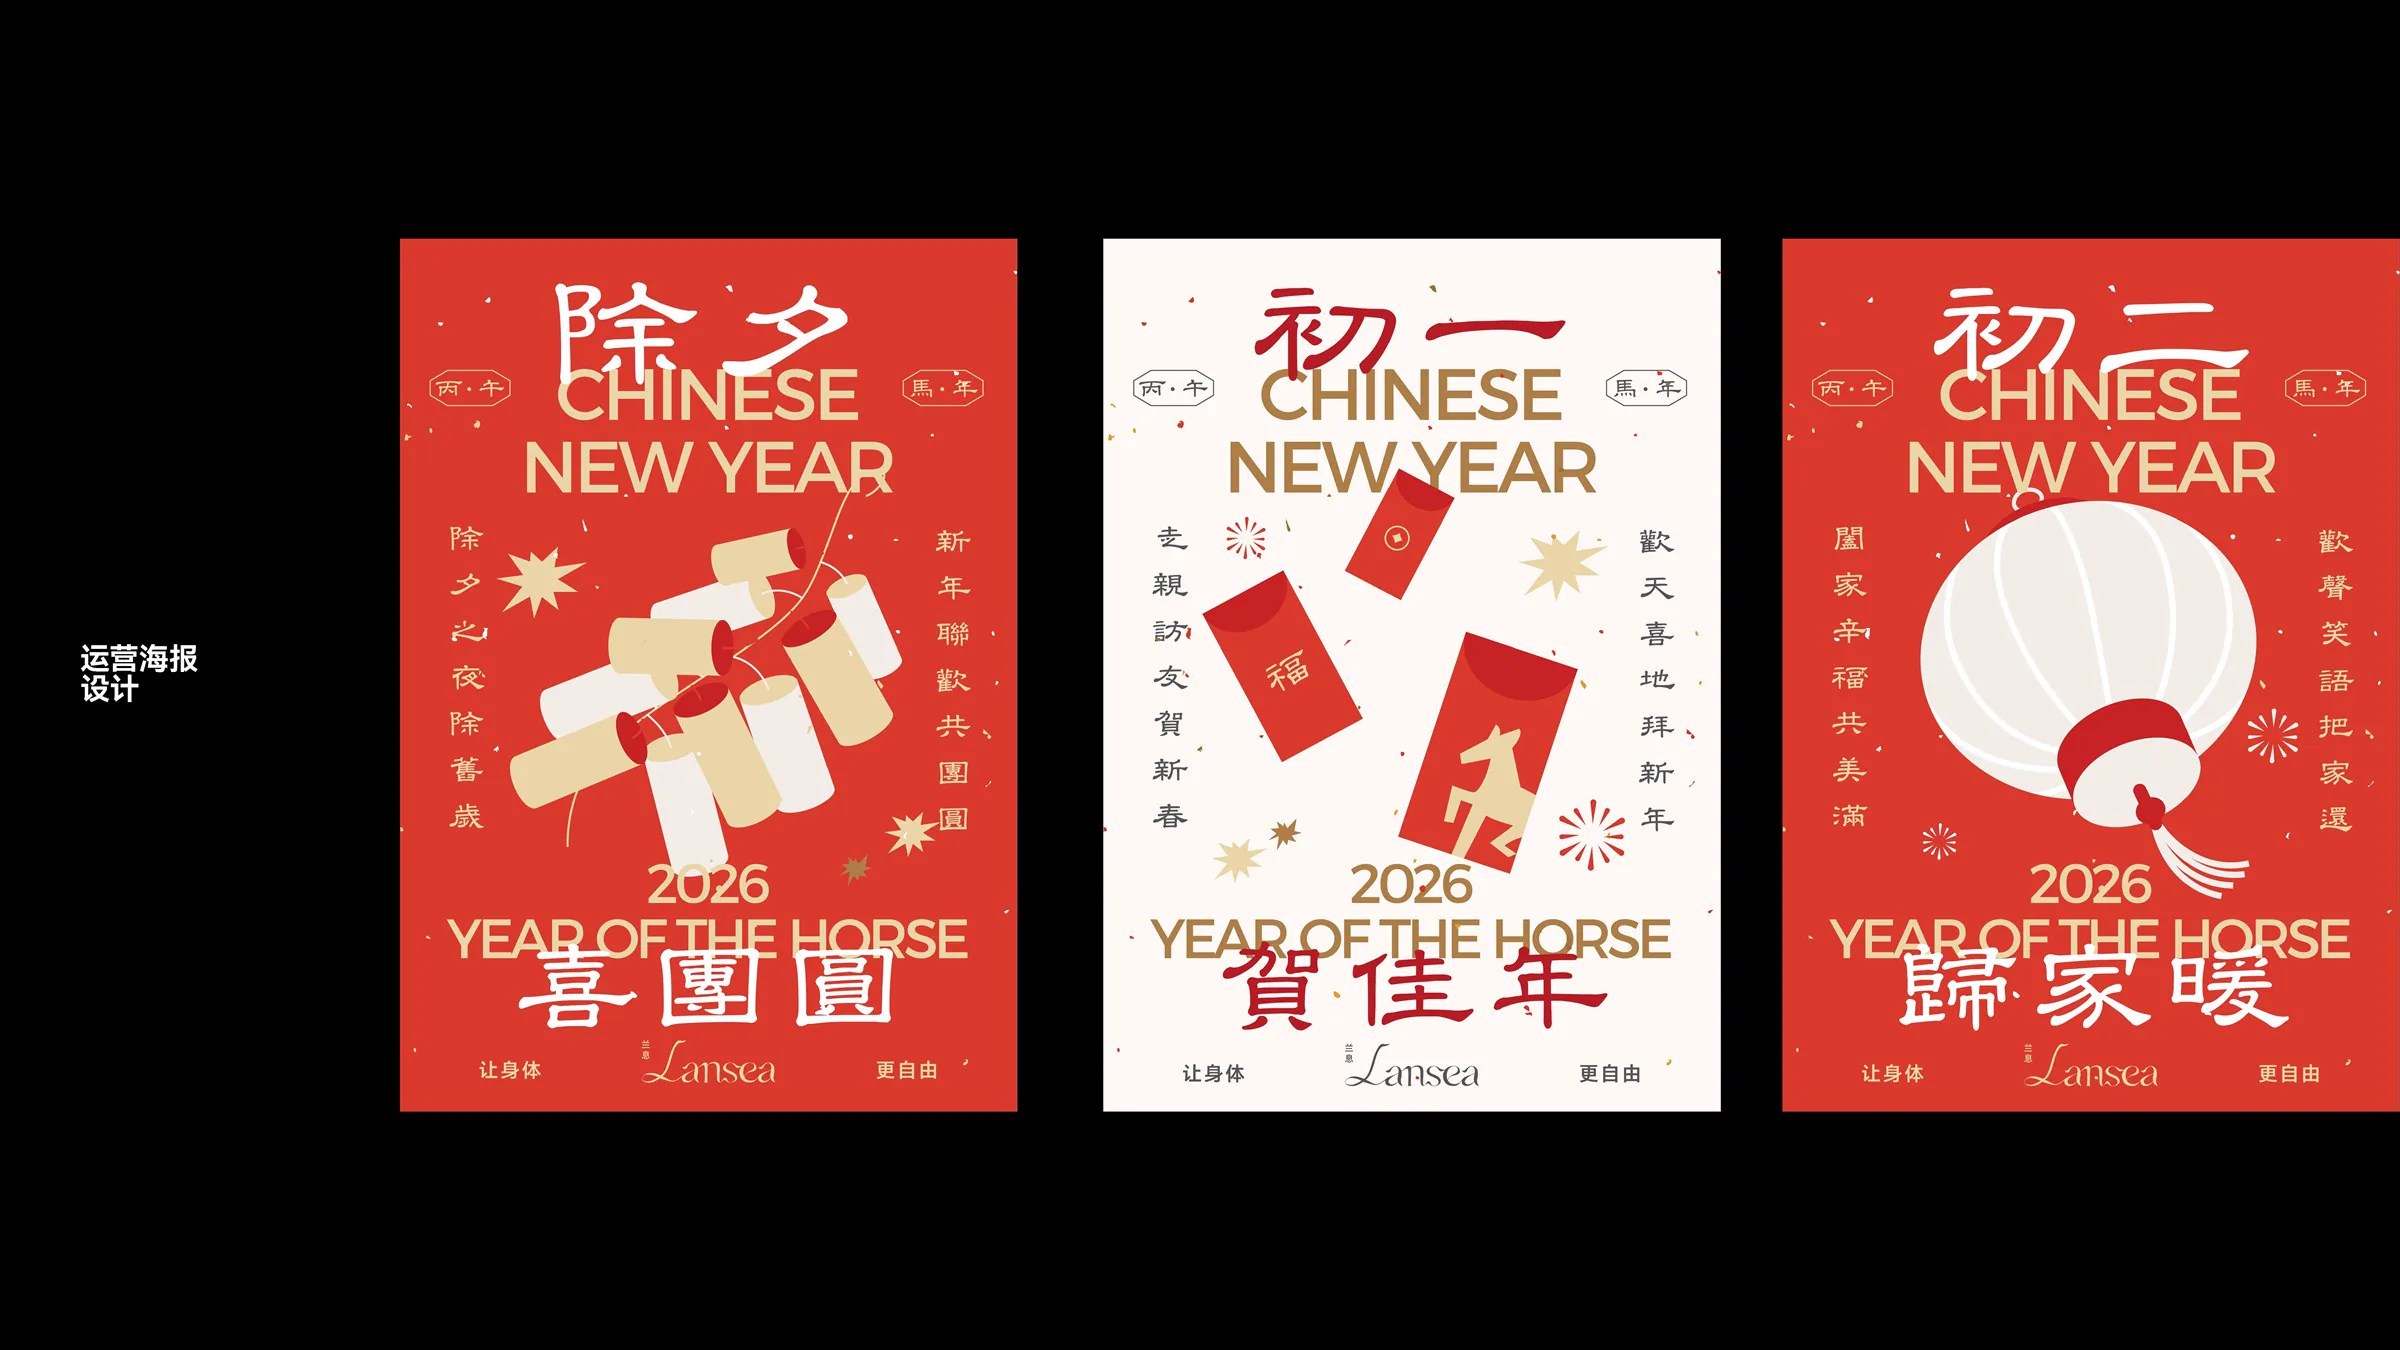 运营海报
设计
除夕
CHINESE
NEW YEAR
丙·午
馬·年
除夕之夜除舊歲
新年聯歡共團圓
2026
YEAR OF THE HORSE
喜團圓
让身体
兰息
Lansea
更自由
初一
CHINESE
NEW YEAR
丙·午
馬·年
走親訪友賀新春
歡天喜地拜新年
福
2026
YEAR OF THE HORSE
賀佳年
让身体
兰息
Lansea
更自由
初二
CHINESE
NEW YEAR
丙·午
馬·年
闔家幸福共美滿
歡聲笑語把家還
2026
YEAR OF THE HORSE
歸家暖
让身体
兰息
Lansea
更自由